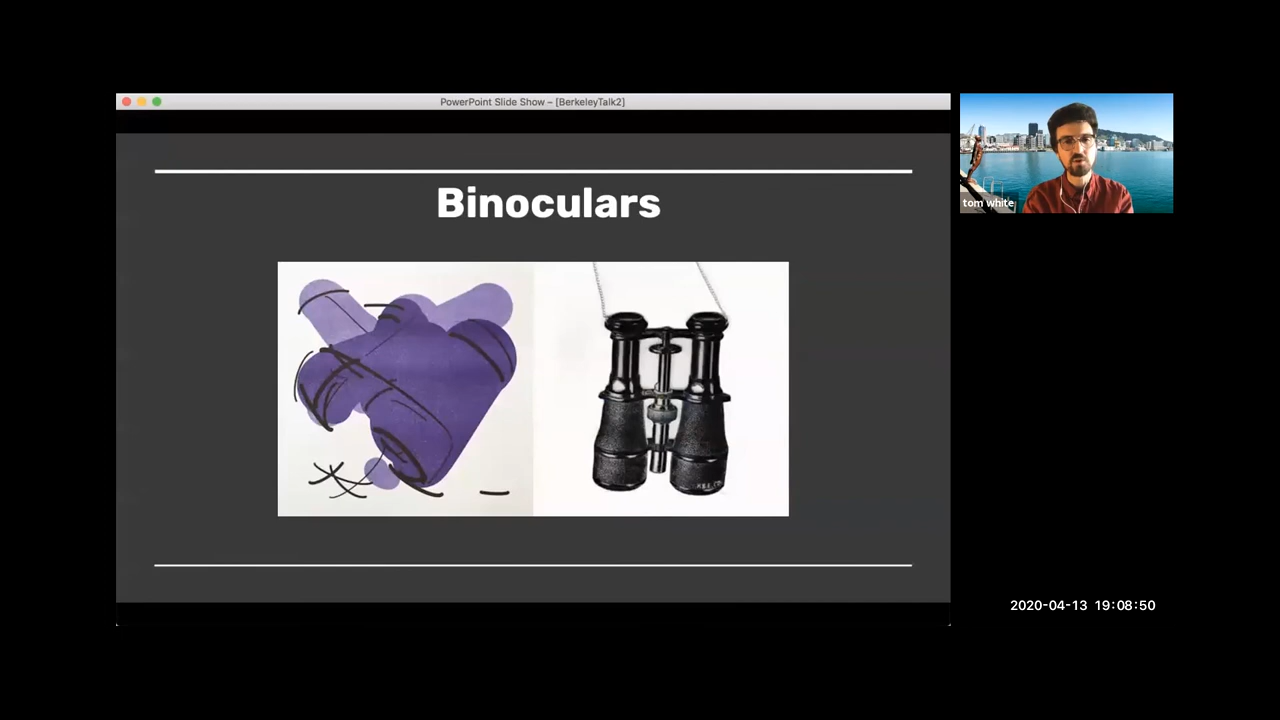 PowerPoint Slide Show – [BerkeleyTalk2]
Binoculars
tom white
2020-04-13 19:08:50